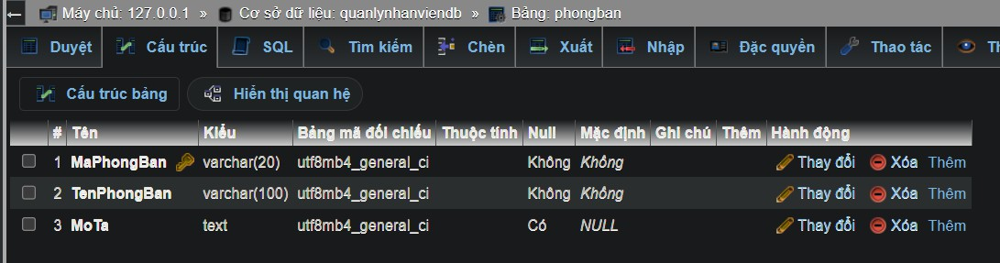 ← Máy chủ: 127.0.0.1 » Cơ sở dữ liệu: quanlynhanviendb » Bảng: phongban
Duyệt Cấu trúc SQL Tìm kiếm Chèn Xuất Nhập Đặc quyền Thao tác
Cấu trúc bảng Hiển thị quan hệ
# Tên Kiểu Bảng mã đối chiếu Thuộc tính Null Mặc định Ghi chú Thêm Hành động
1 MaPhongBan varchar(20) utf8mb4_general_ci Không Không Thay đổi Xóa Thêm
2 TenPhongBan varchar(100) utf8mb4_general_ci Không Không Thay đổi Xóa Thêm
3 MoTa text utf8mb4_general_ci Có NULL Thay đổi Xóa Thêm